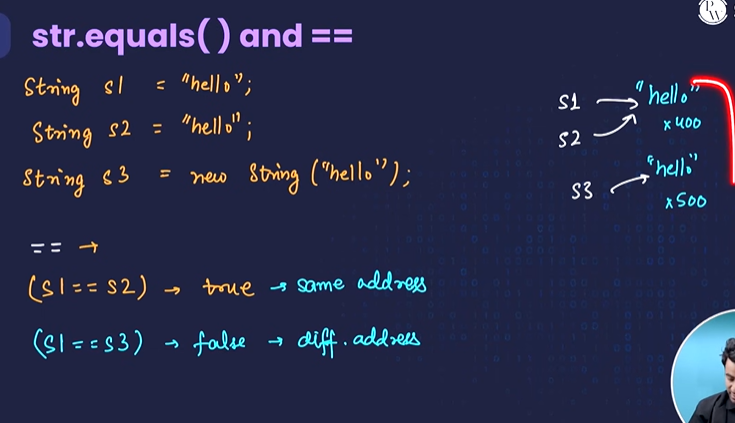 PW
str.equals() and ==
String s1 = "hello";
String s2 = "hello";
String s3 = new String ("hello");
S1 → "hello"
x400
S2
"hello"
S3 → x500
== →
(S1 == S2) → true → same address
(S1 == S3) → false → diff. address